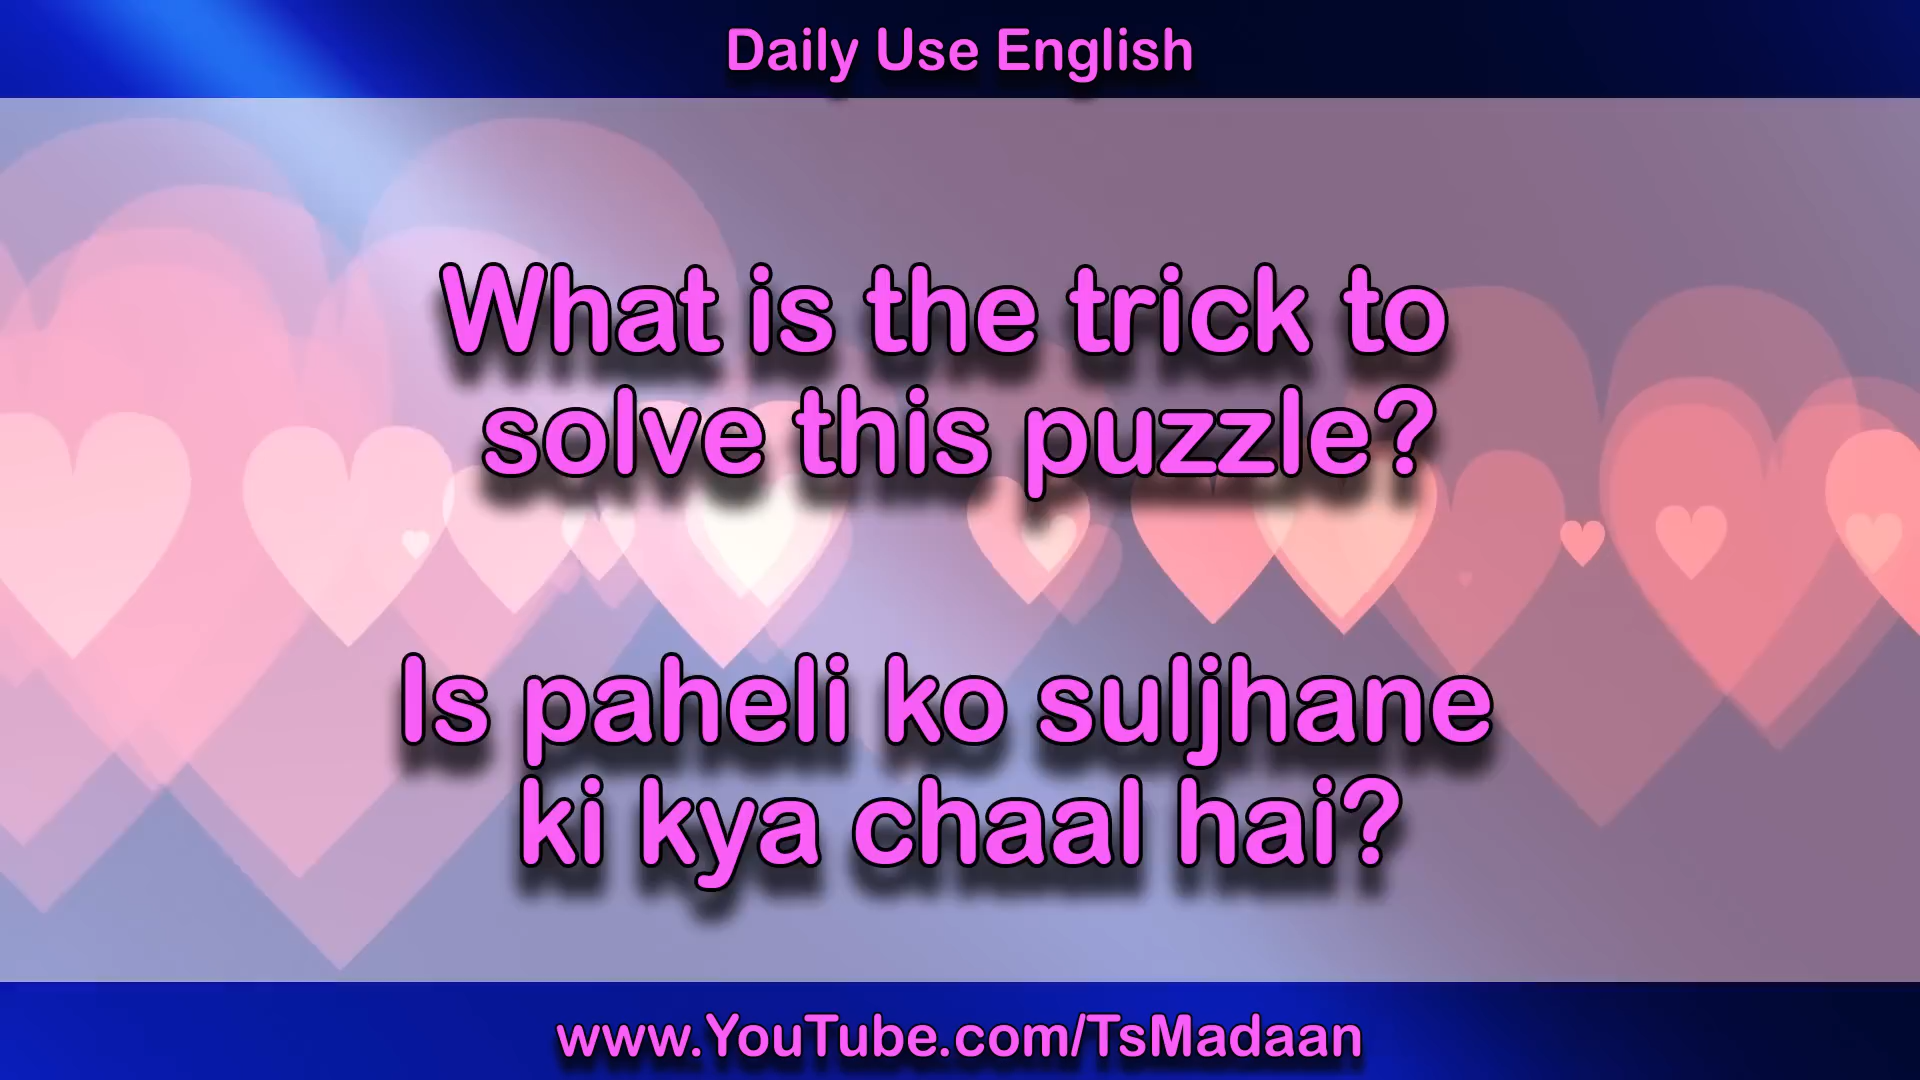 Daily Use English
What is the trick to
solve this puzzle?
Is paheli ko suljhane
ki kya chaal hai?
www.YouTube.com/TsMadaan